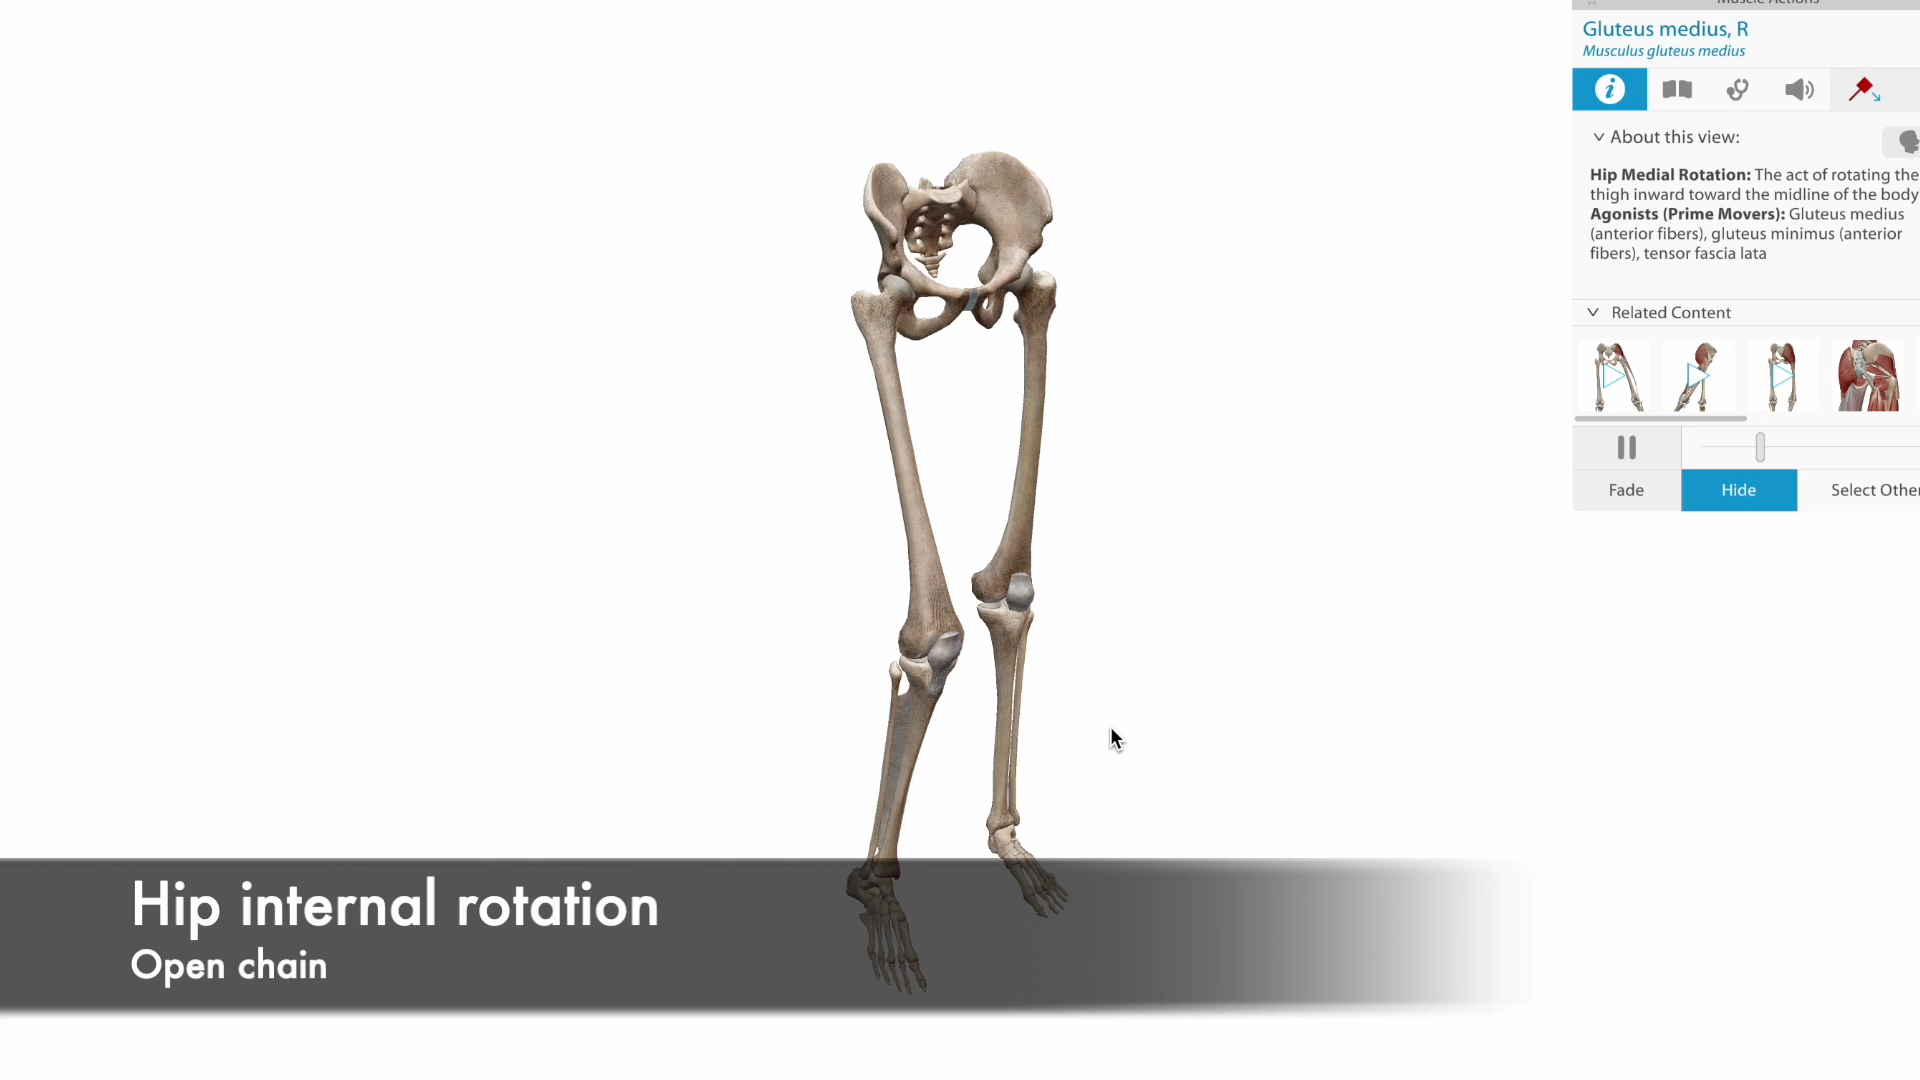 Muscle Actions
Gluteus medius, R
Musculus gluteus medius
About this view:
Hip Medial Rotation: The act of rotating the
thigh inward toward the midline of the body
Agonists (Prime Movers): Gluteus medius
(anterior fibers), gluteus minimus (anterior
fibers), tensor fascia lata
Related Content
Fade
Hide
Select Other
Hip internal rotation
Open chain